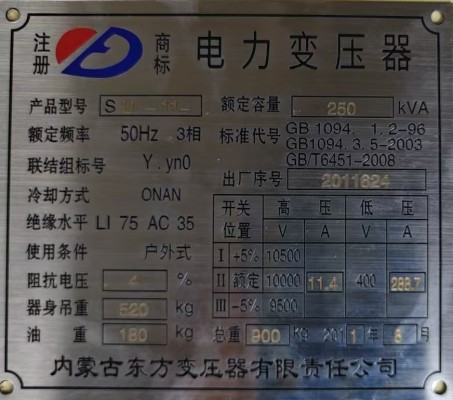 注册 商标 电力变压器
产品型号 S 额定容量 250 kVA
额定频率 50Hz 3相 标准代号 GB 1094. 1.2-96
GB1094.3.5-2003
联结组标号 Y.yn0 GB/T6451-2008
冷却方式 ONAN 出厂序号 2011624
绝缘水平 LI 75 AC 35 开关 高 压 低 压
使用条件 户外式 位置 V A V A
Ⅰ +5% 10500
阻抗电压 4 % Ⅱ 额定 10000 11.4 400 288.7
器身吊重 520 kg Ⅲ -5% 9500
油 重 180 kg 总重 900 kg 2011年 6月
内蒙古东方变压器有限责任公司